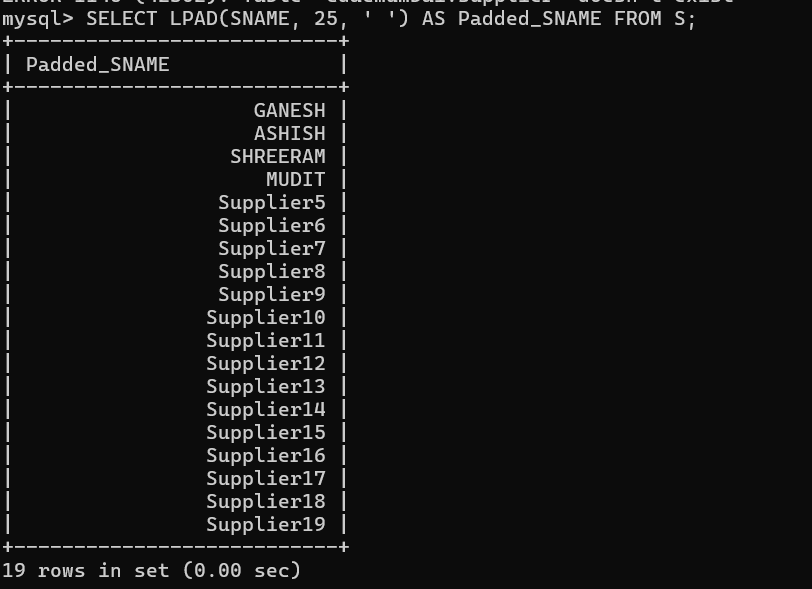 mysql> SELECT LPAD(SNAME, 25, ' ') AS Padded_SNAME FROM S;
+---------------------------+
| Padded_SNAME              |
+---------------------------+
|                    GANESH |
|                    ASHISH |
|                  SHREERAM |
|                     MUDIT |
|                 Supplier5 |
|                 Supplier6 |
|                 Supplier7 |
|                 Supplier8 |
|                 Supplier9 |
|                Supplier10 |
|                Supplier11 |
|                Supplier12 |
|                Supplier13 |
|                Supplier14 |
|                Supplier15 |
|                Supplier16 |
|                Supplier17 |
|                Supplier18 |
|                Supplier19 |
+---------------------------+
19 rows in set (0.00 sec)